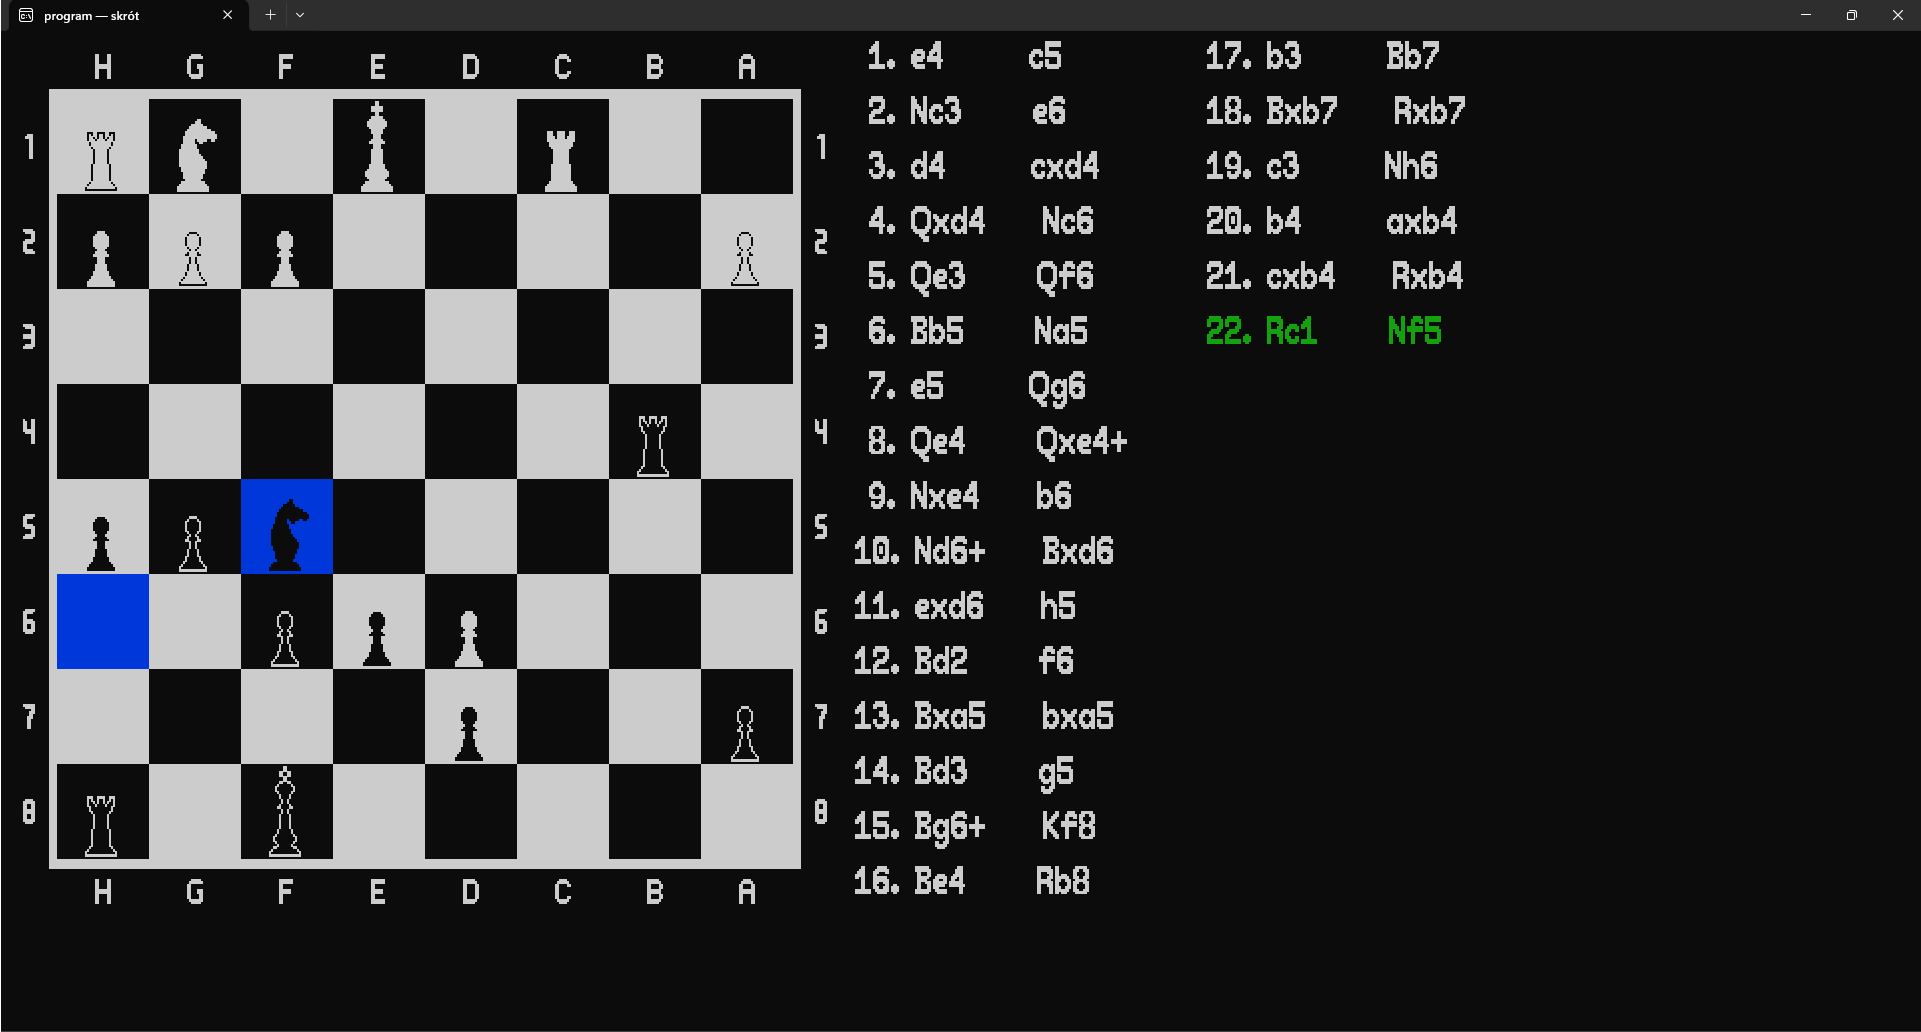 program — skrót
H G F E D C B A
1 1
2 2
3 3
4 4
5 5
6 6
7 7
8 8
H G F E D C B A
1. e4 c5
2. Nc3 e6
3. d4 cxd4
4. Qxd4 Nc6
5. Qe3 Qf6
6. Bb5 Na5
7. e5 Qg6
8. Qe4 Qxe4+
9. Nxe4 b6
10. Nd6+ Bxd6
11. exd6 h5
12. Bd2 f6
13. Bxa5 bxa5
14. Bd3 g5
15. Bg6+ Kf8
16. Be4 Rb8
17. b3 Bb7
18. Bxb7 Rxb7
19. c3 Nh6
20. b4 axb4
21. cxb4 Rxb4
22. Rc1 Nf5